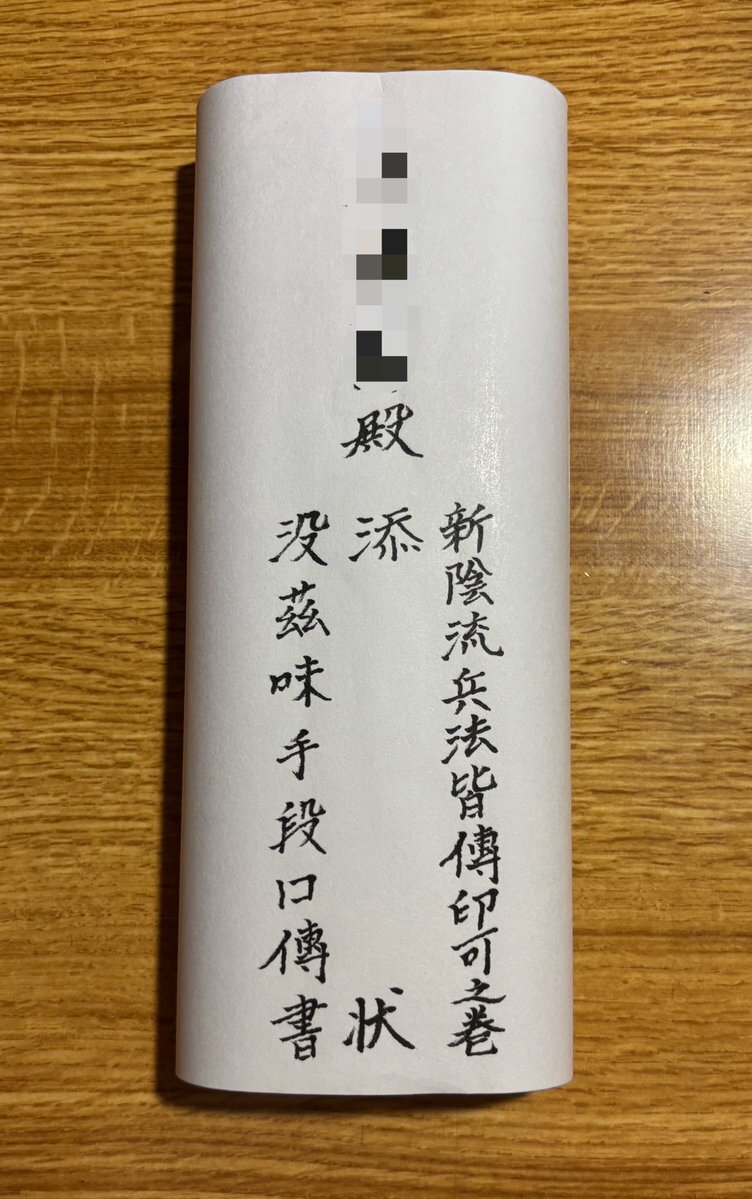 新陰流兵法皆傳印可之巻
殿
添状
没茲味手段口傳書